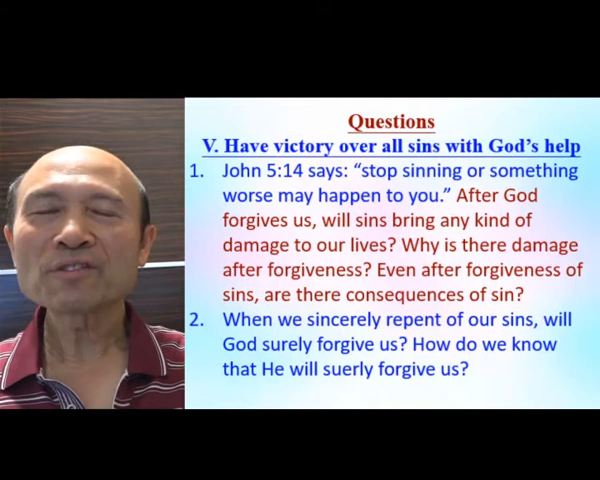 Questions
V. Have victory over all sins with God's help
1. John 5:14 says: “stop sinning or something
worse may happen to you.” After God
forgives us, will sins bring any kind of
damage to our lives? Why is there damage
after forgiveness? Even after forgiveness of
sins, are there consequences of sin?
2. When we sincerely repent of our sins, will
God surely forgive us? How do we know
that He will suerly forgive us?